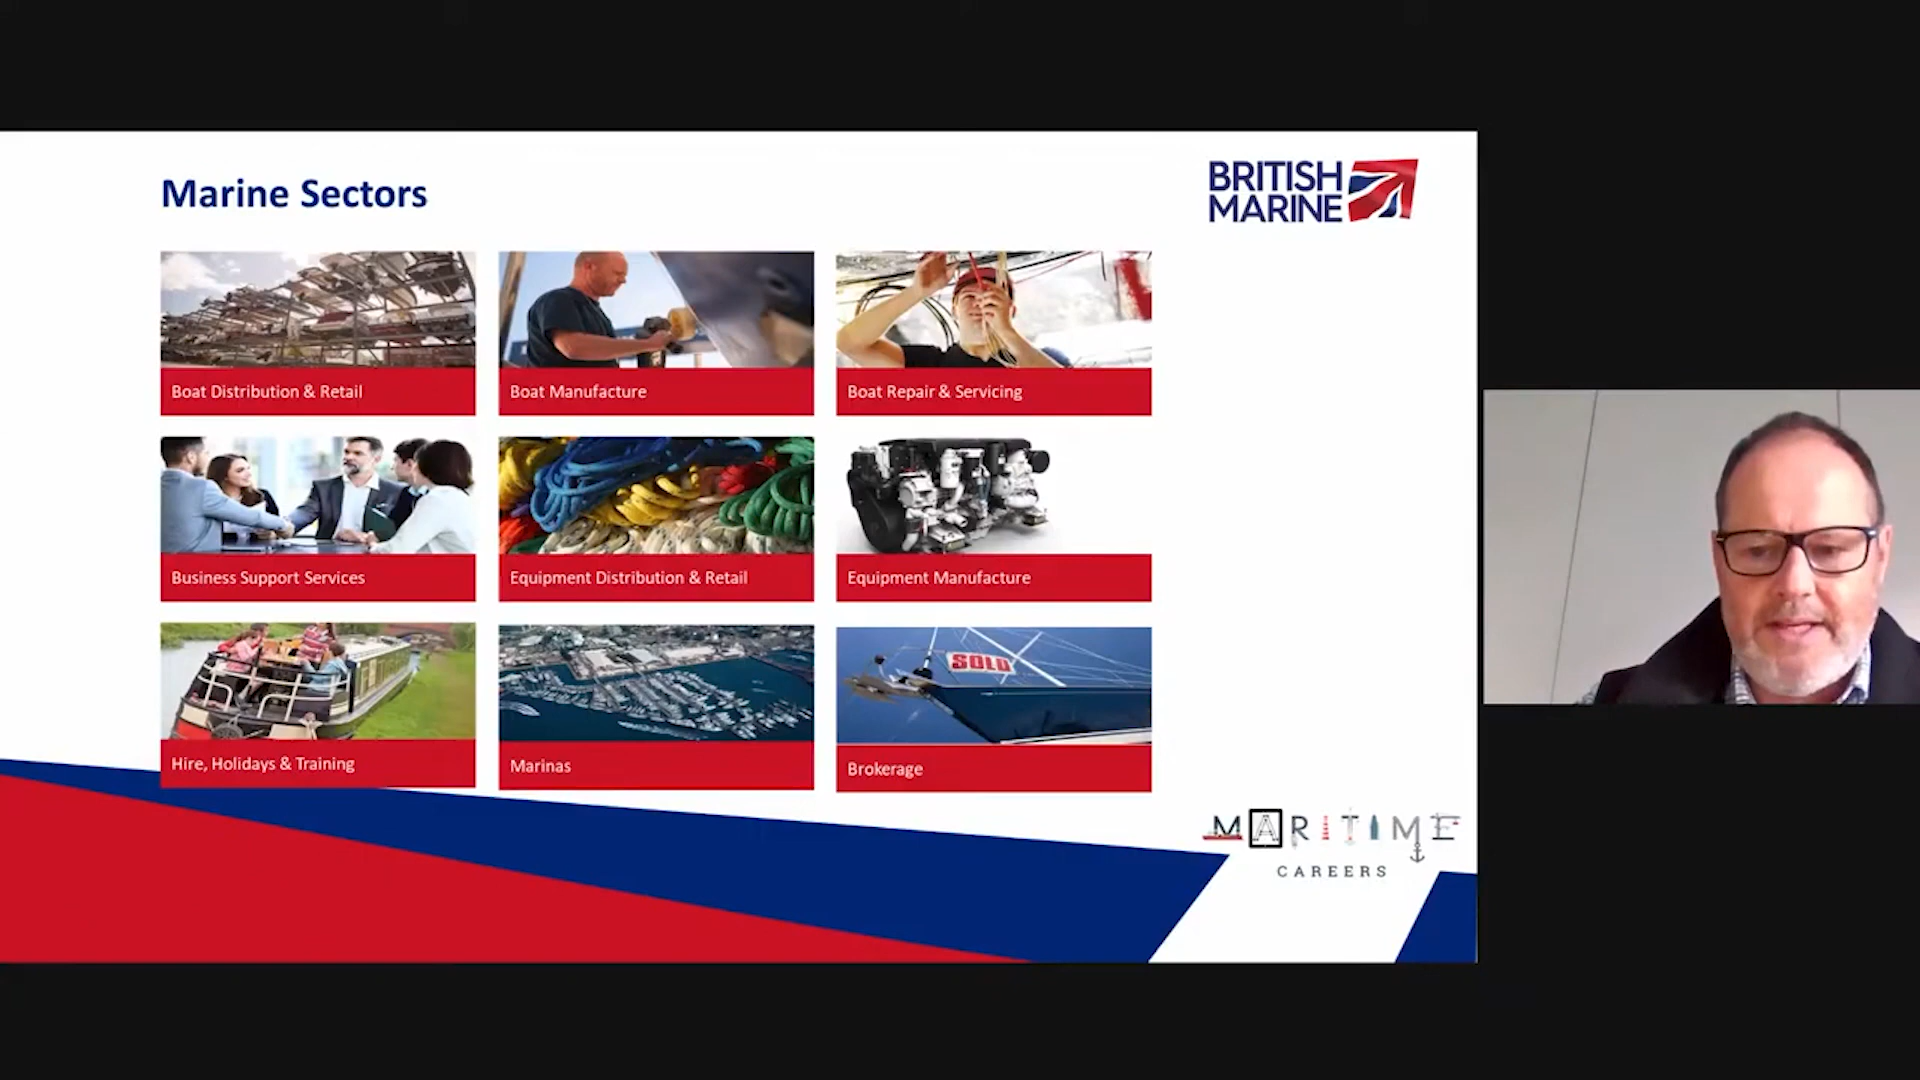 Marine Sectors
BRITISH
MARINE
Boat Distribution & Retail
Boat Manufacture
Boat Repair & Servicing
Business Support Services
Equipment Distribution & Retail
Equipment Manufacture
SOLD
Hire, Holidays & Training
Marinas
Brokerage
MARITIME
CAREERS